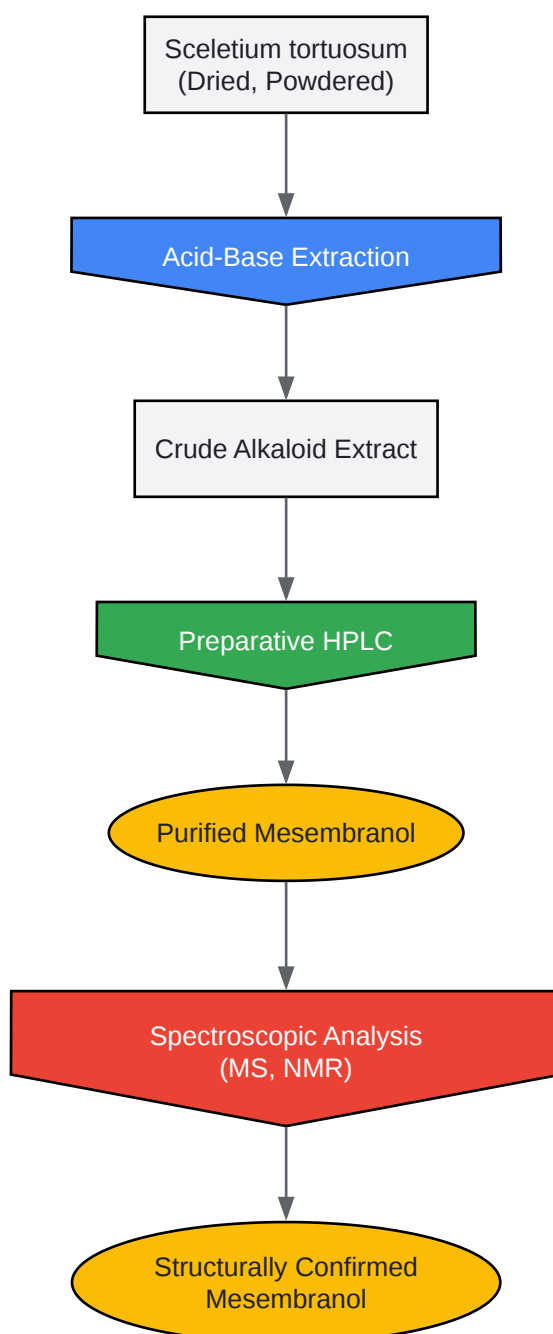 Sceletium tortuosum
(Dried, Powdered)
Acid-Base Extraction
Crude Alkaloid Extract
Preparative HPLC
Purified Mesembranol
Spectroscopic Analysis
(MS, NMR)
Structurally Confirmed
Mesembranol